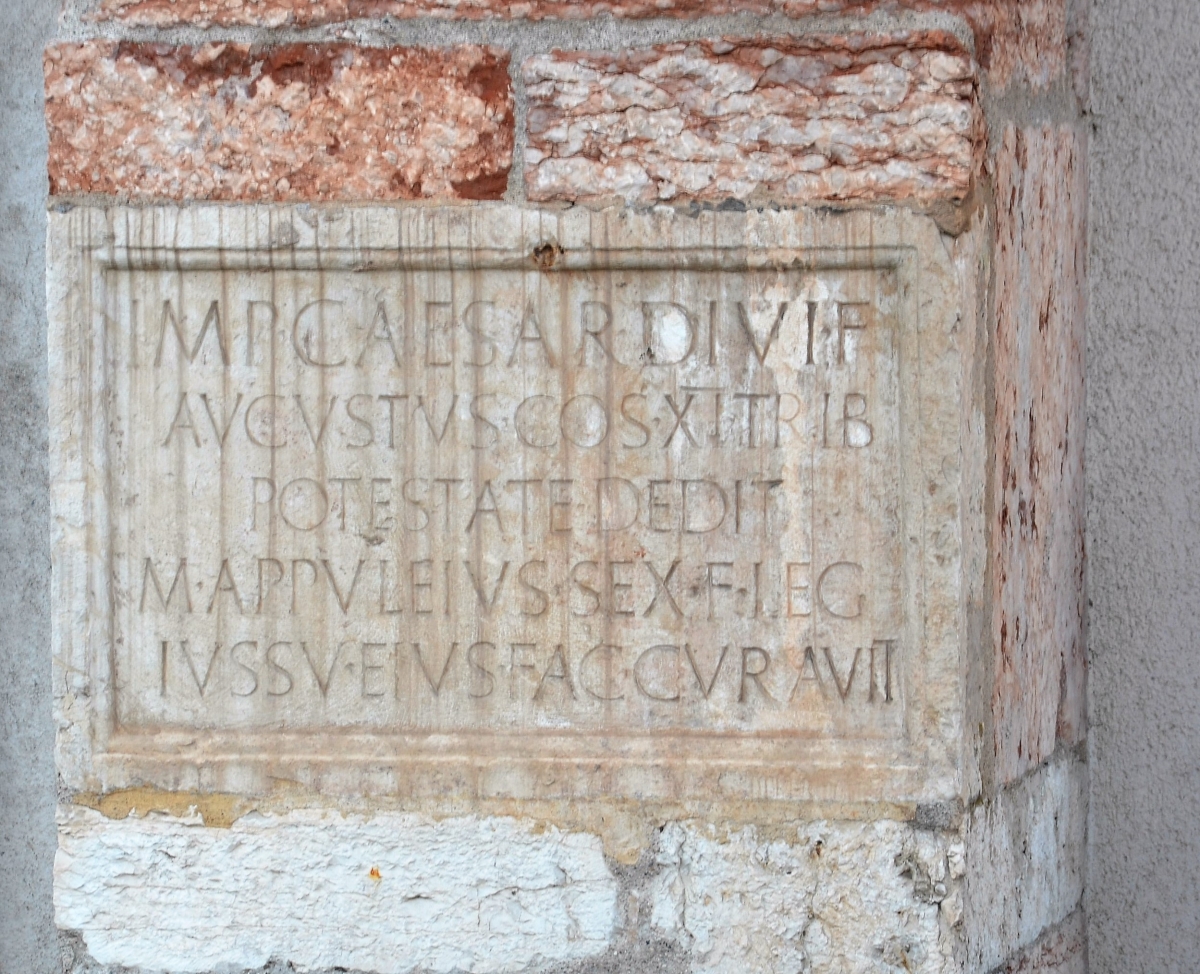 IMP·CAESAR DIVI·F
AVGVSTVS·COS·XI·TRIB
POTESTATE·DEDIT
M·APPVLEIVS·SEX·F·LEG
IVSSV·EIVS·FAC·CVRAVIT